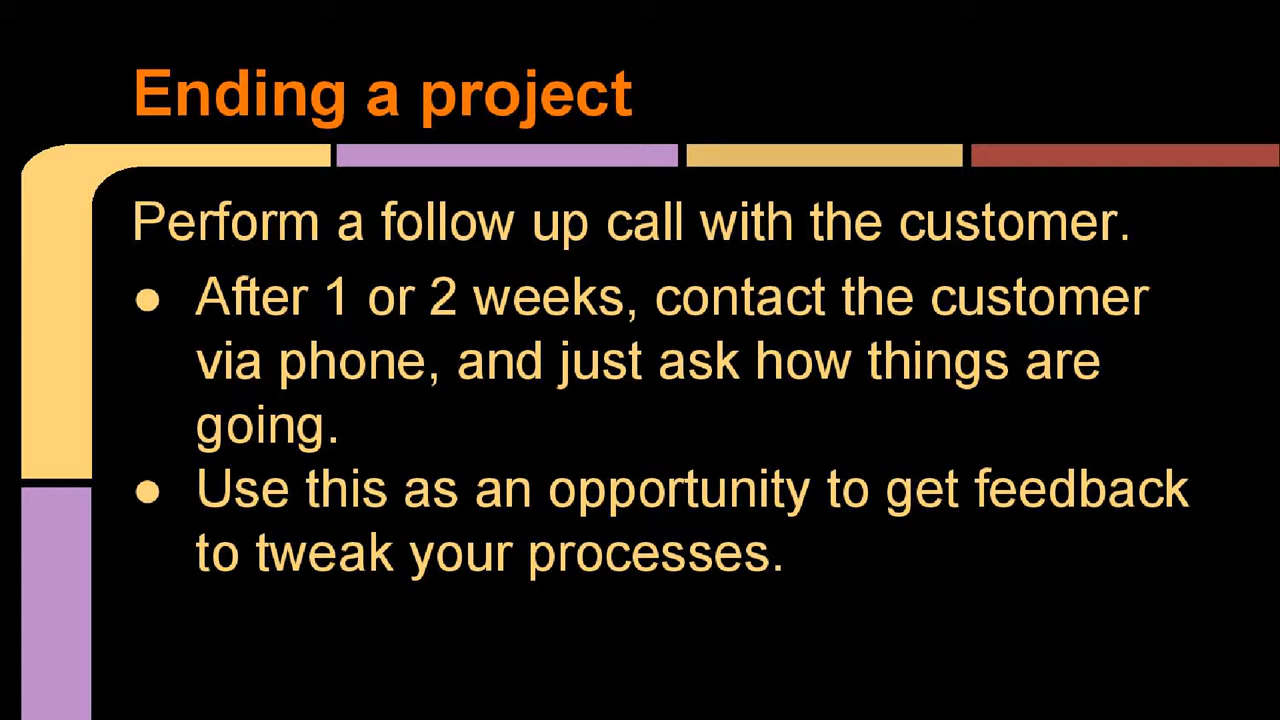 Ending a project
Perform a follow up call with the customer.
● After 1 or 2 weeks, contact the customer
via phone, and just ask how things are
going.
● Use this as an opportunity to get feedback
to tweak your processes.